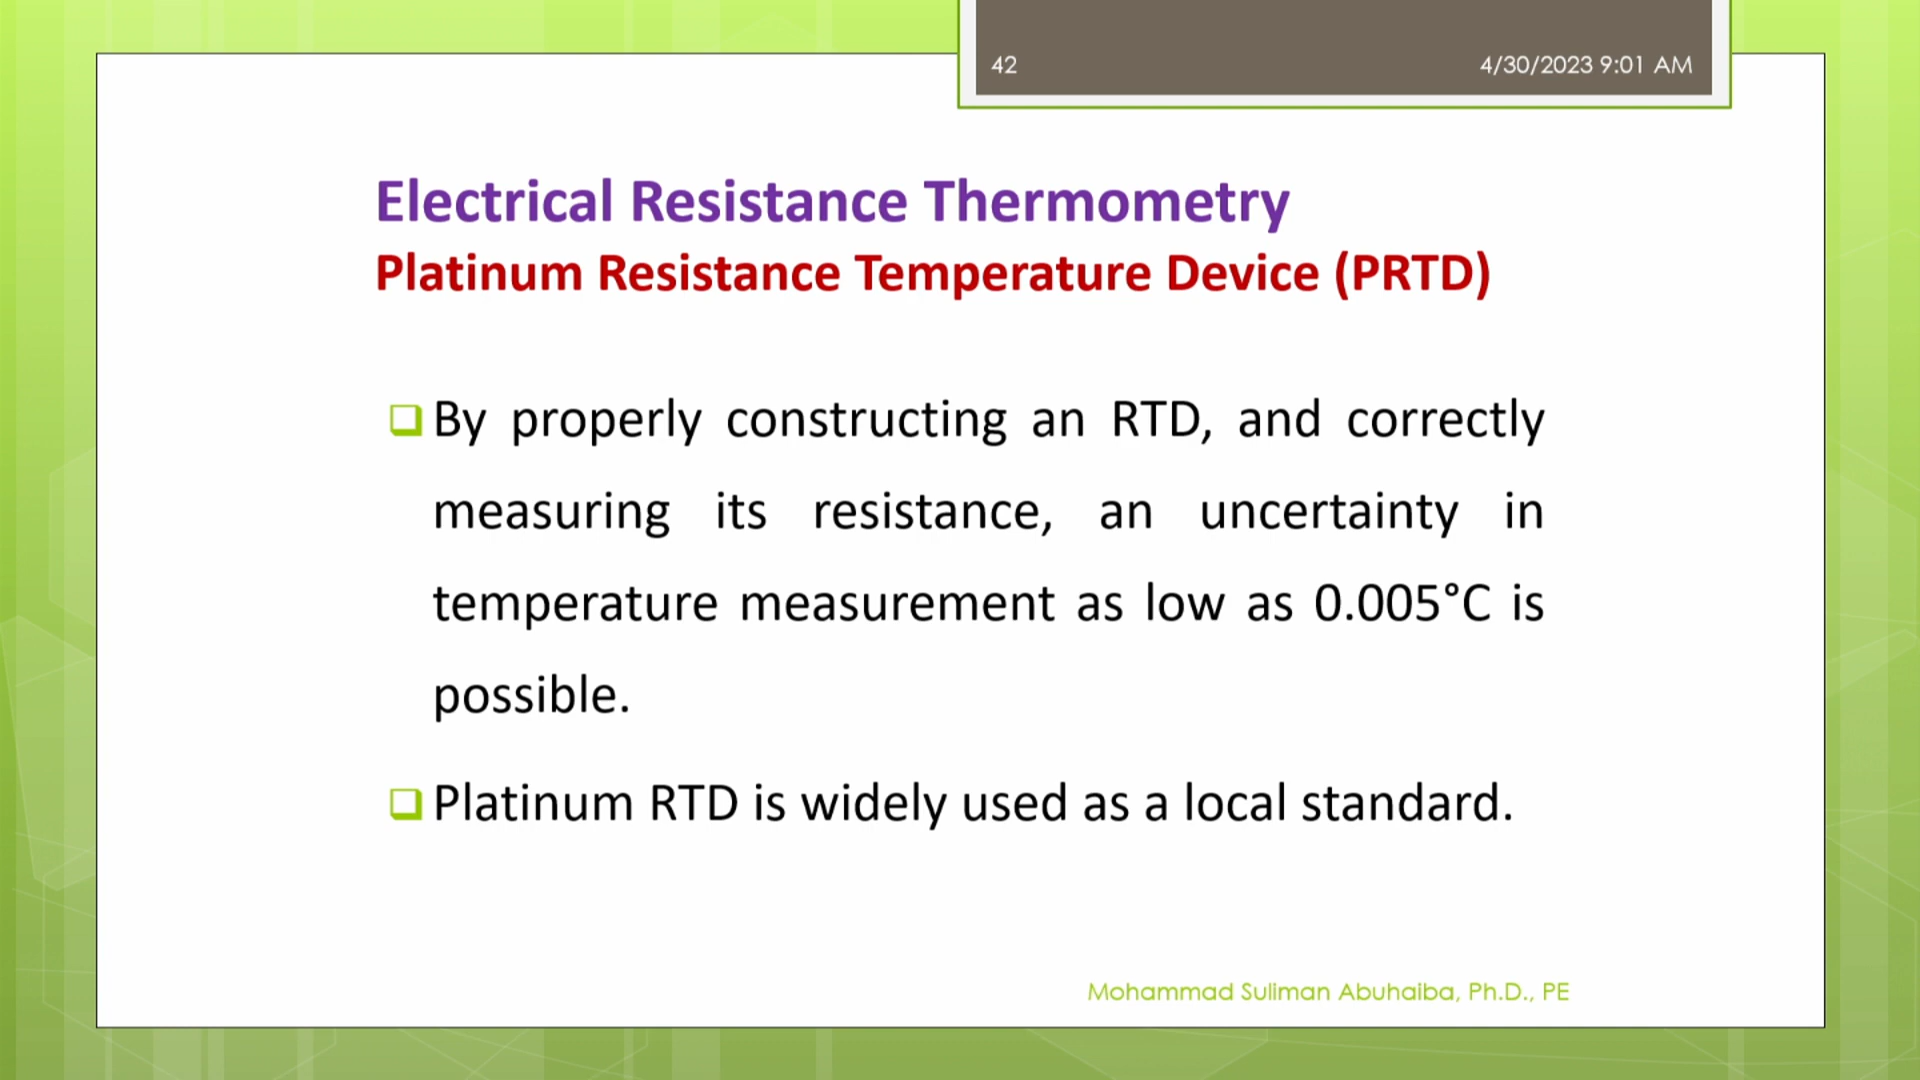 42
4/30/2023 9:01 AM
Electrical Resistance Thermometry
Platinum Resistance Temperature Device (PRTD)
By properly constructing an RTD, and correctly
measuring its resistance, an uncertainty in
temperature measurement as low as 0.005°C is
possible.
Platinum RTD is widely used as a local standard.
Mohammad Suliman Abuhaiba, Ph.D., PE